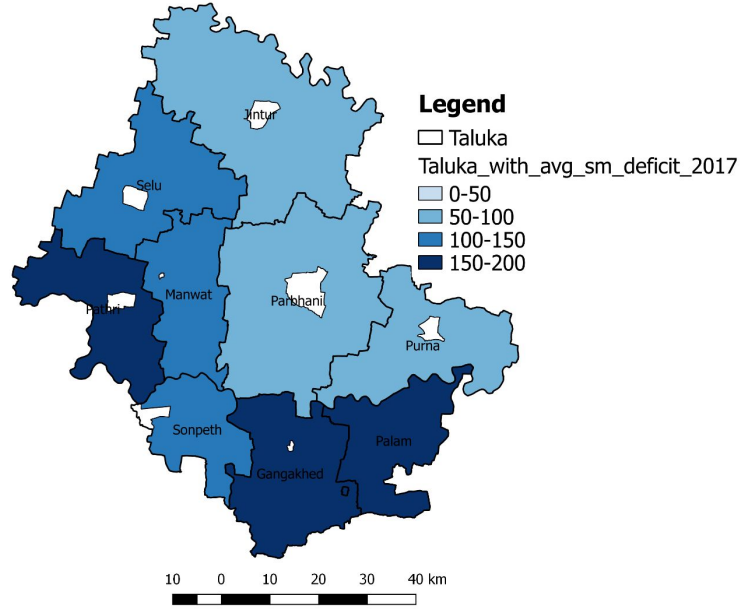 Legend
Taluka
Taluka_with_avg_sm_deficit_2017
0-50
50-100
100-150
150-200
Jintur
Selu
Manwat
Parbhani
Pathri
Purna
Sonpeth
Palam
Gangakhed
10 0 10 20 30 40 km